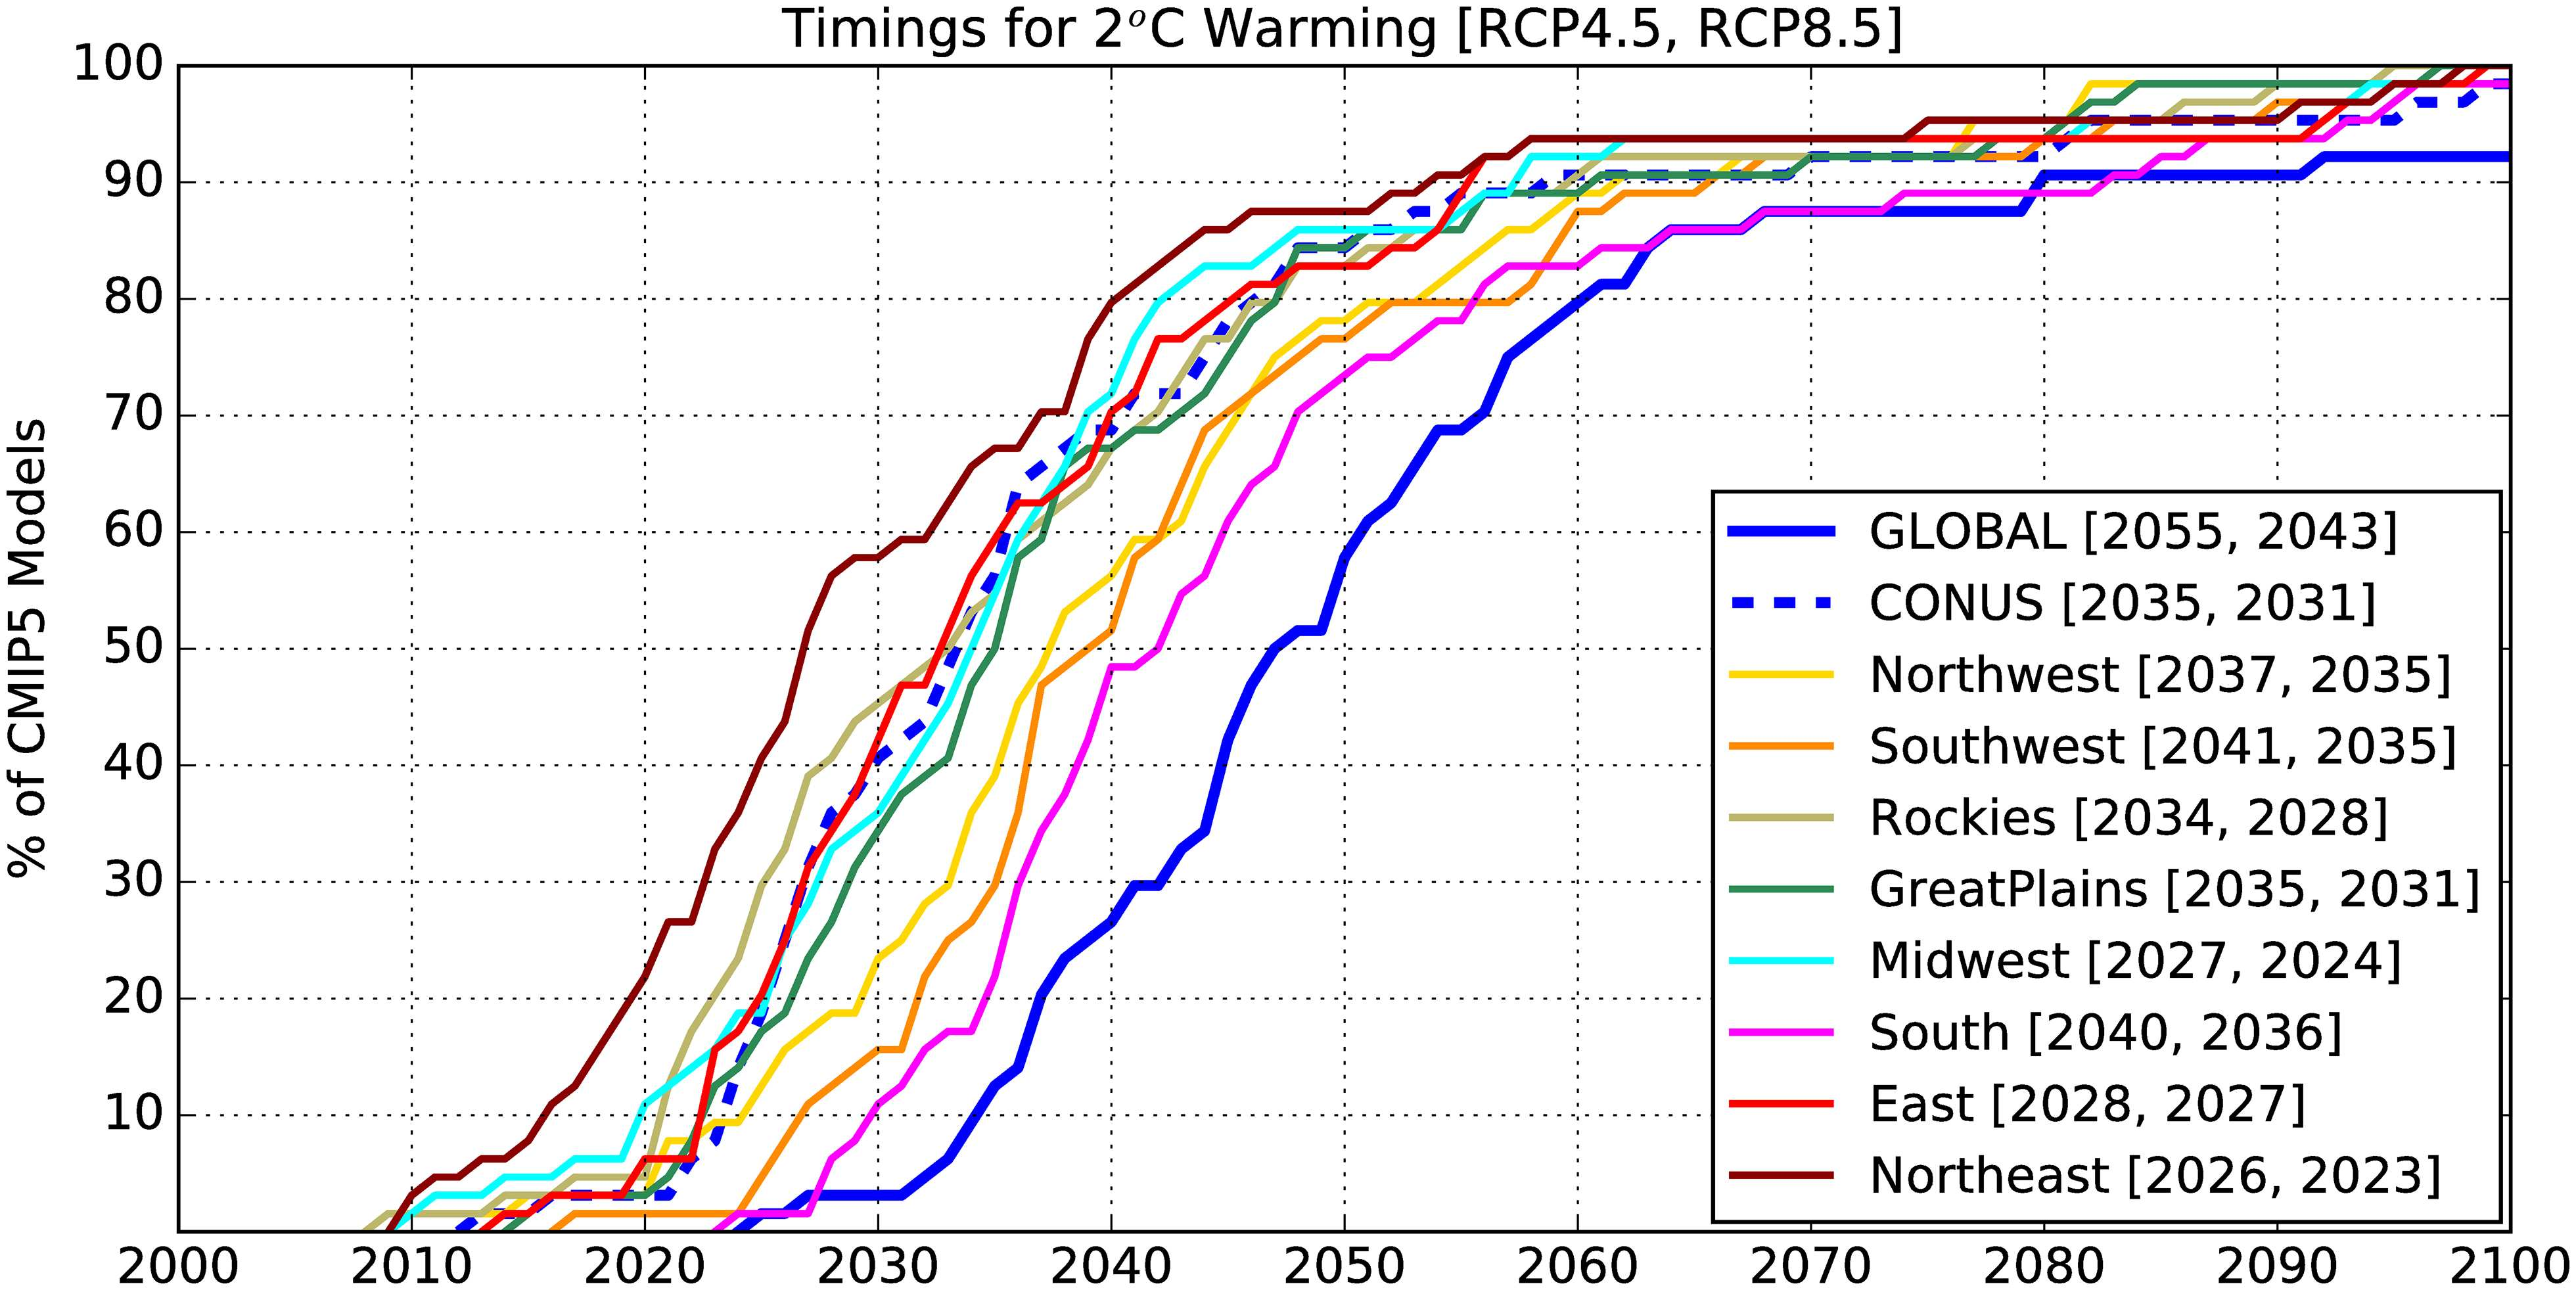 Timings for 2°C Warming [RCP4.5, RCP8.5]
% of CMIP5 Models
100
90
80
70
60
50
40
30
20
10
GLOBAL [2055, 2043]
CONUS [2035, 2031]
Northwest [2037, 2035]
Southwest [2041, 2035]
Rockies [2034, 2028]
GreatPlains [2035, 2031]
Midwest [2027, 2024]
South [2040, 2036]
East [2028, 2027]
Northeast [2026, 2023]
2000 2010 2020 2030 2040 2050 2060 2070 2080 2090 2100